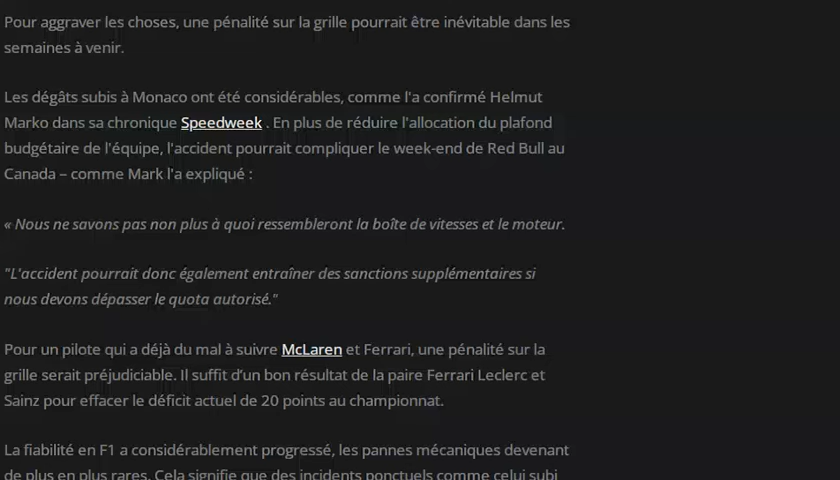 Pour aggraver les choses, une pénalité sur la grille pourrait être inévitable dans les
semaines à venir.
Les dégâts subis à Monaco ont été considérables, comme l'a confirmé Helmut
Marko dans sa chronique Speedweek . En plus de réduire l'allocation du plafond
budgétaire de l'équipe, l'accident pourrait compliquer le week-end de Red Bull au
Canada – comme Mark l'a expliqué :
« Nous ne savons pas non plus à quoi ressembleront la boîte de vitesses et le moteur.
"L'accident pourrait donc également entraîner des sanctions supplémentaires si
nous devons dépasser le quota autorisé."
Pour un pilote qui a déjà du mal à suivre McLaren et Ferrari, une pénalité sur la
grille serait préjudiciable. Il suffit d'un bon résultat de la paire Ferrari Leclerc et
Sainz pour effacer le déficit actuel de 20 points au championnat.
La fiabilité en F1 a considérablement progressé, les pannes mécaniques devenant
de plus en plus rares. Cela signifie que des incidents ponctuels comme celui subi